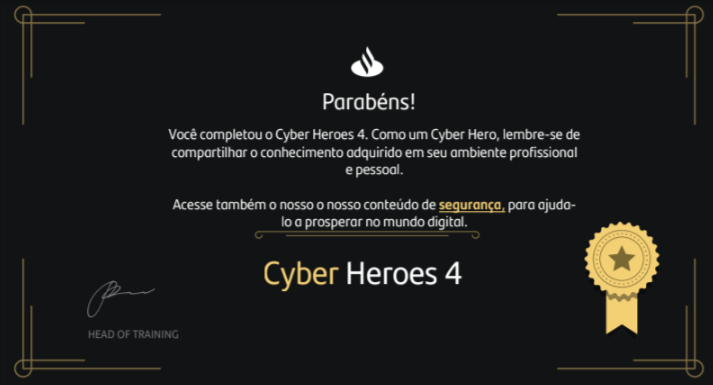 Parabéns!
Você completou o Cyber Heroes 4. Como um Cyber Hero, lembre-se de
compartilhar o conhecimento adquirido em seu ambiente profissional
e pessoal.
Acesse também o nosso o nosso conteúdo de segurança, para ajuda-
lo a prosperar no mundo digital.
Cyber Heroes 4
HEAD OF TRAINING